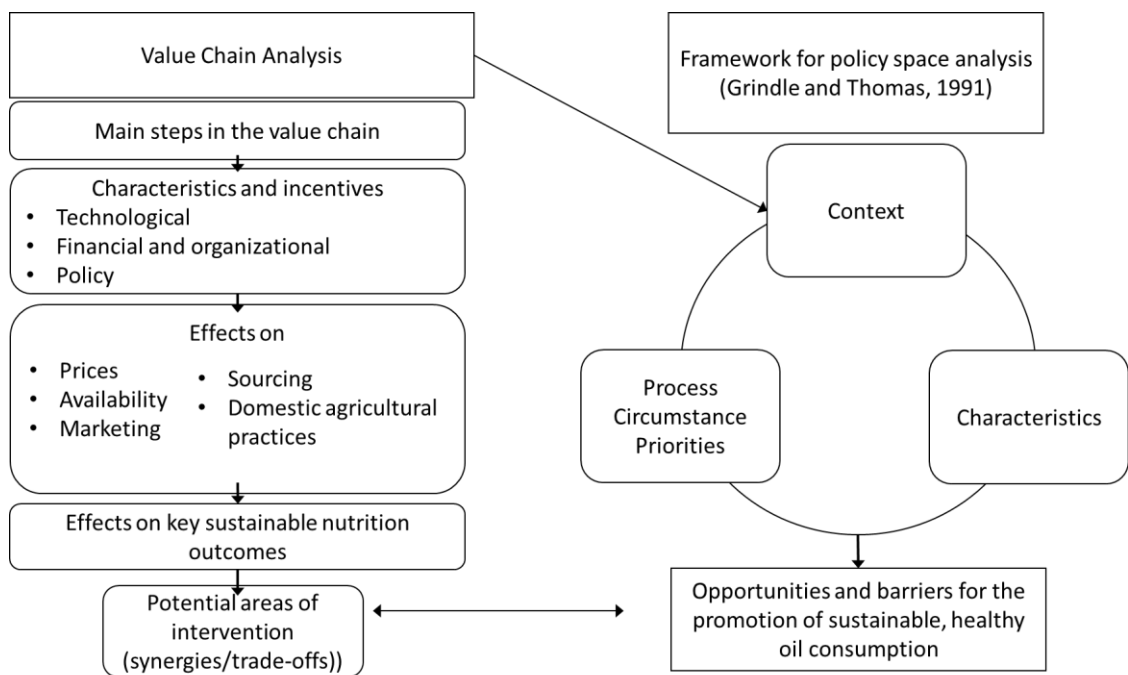 Value Chain Analysis
Main steps in the value chain
Characteristics and incentives
• Technological
• Financial and organizational
• Policy
Effects on
• Prices
• Availability
• Marketing
• Sourcing
• Domestic agricultural
practices
Effects on key sustainable nutrition
outcomes
Potential areas of
intervention
(synergies/trade-offs))
Framework for policy space analysis
(Grindle and Thomas, 1991)
Context
Process
Circumstance
Priorities
Characteristics
Opportunities and barriers for the
promotion of sustainable, healthy
oil consumption